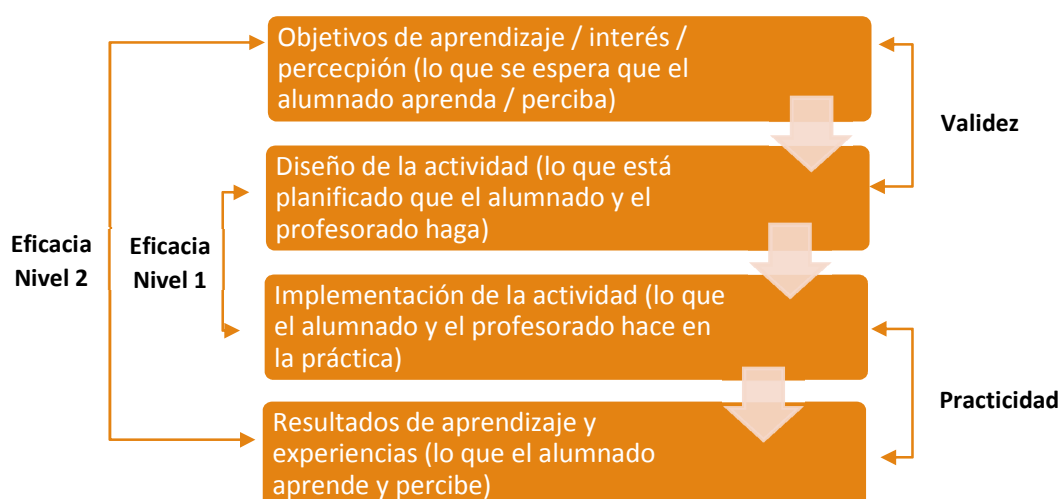 Objetivos de aprendizaje / interés /
percecpión (lo que se espera que el
alumnado aprenda / perciba)
Validez
Diseño de la actividad (lo que está
planificado que el alumnado y el
profesorado haga)
Eficacia
Nivel 2
Eficacia
Nivel 1
Implementación de la actividad (lo que
el alumnado y el profesorado hace en
la práctica)
Practicidad
Resultados de aprendizaje y
experiencias (lo que el alumnado
aprende y percibe)